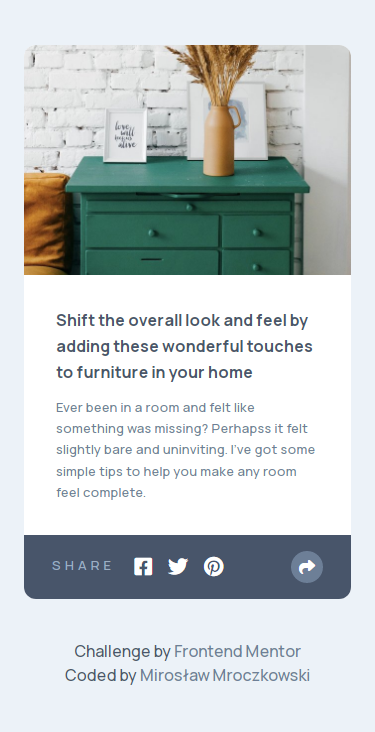 love
will
begins
alive
Shift the overall look and feel by
adding these wonderful touches
to furniture in your home
Ever been in a room and felt like
something was missing? Perhapss it felt
slightly bare and uninviting. I've got some
simple tips to help you make any room
feel complete.
SHARE
Challenge by Frontend Mentor
Coded by Mirosław Mroczkowski